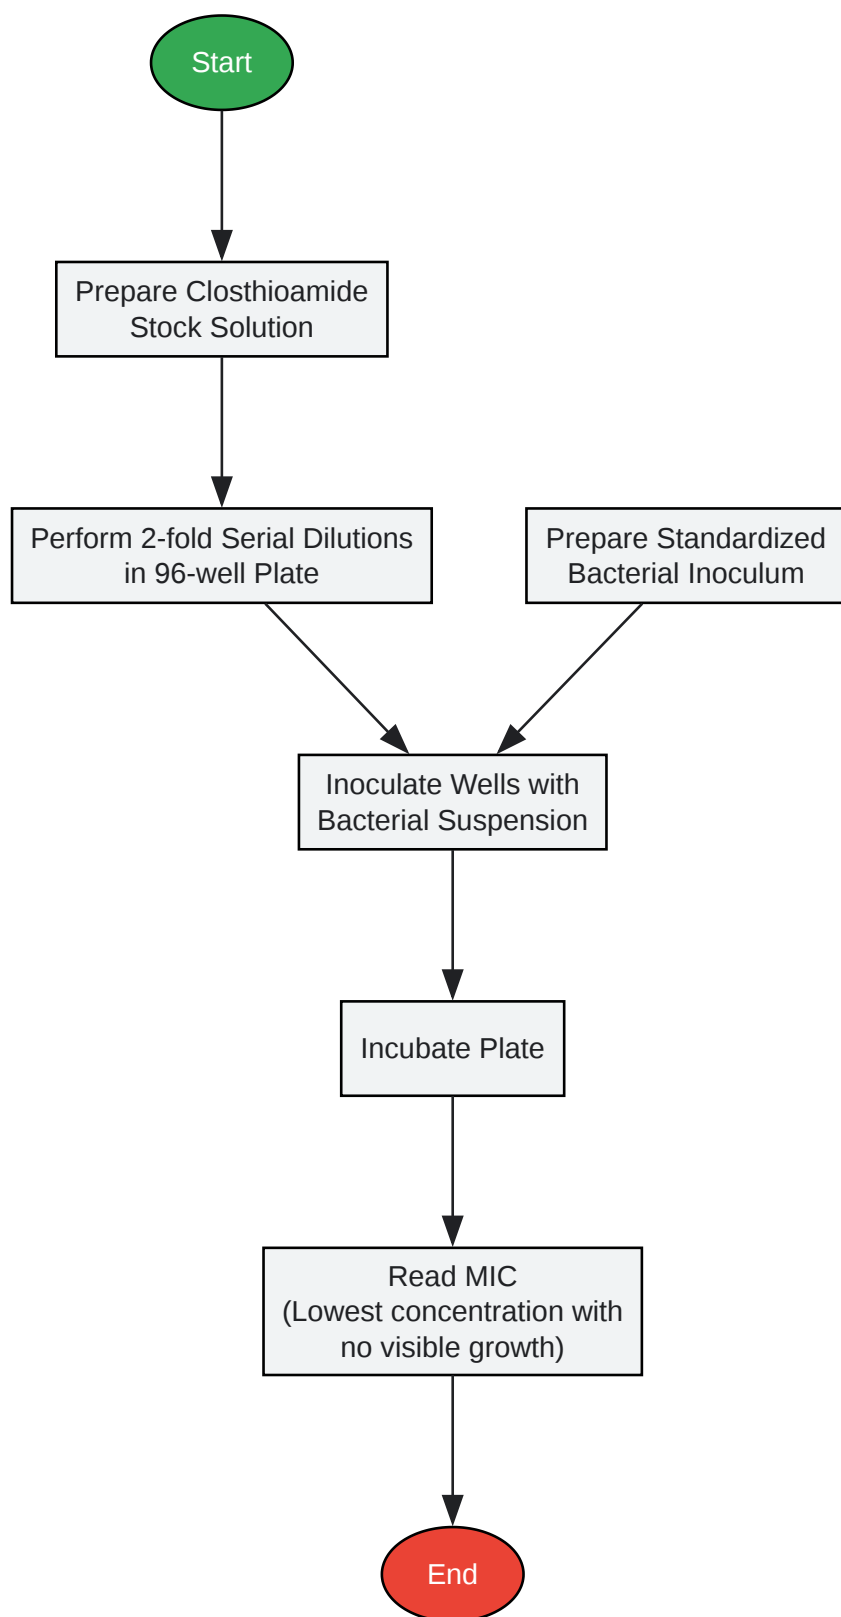 Start
Prepare Closthioamide
Stock Solution
Perform 2-fold Serial Dilutions
in 96-well Plate
Prepare Standardized
Bacterial Inoculum
Inoculate Wells with
Bacterial Suspension
Incubate Plate
Read MIC
(Lowest concentration with
no visible growth)
End